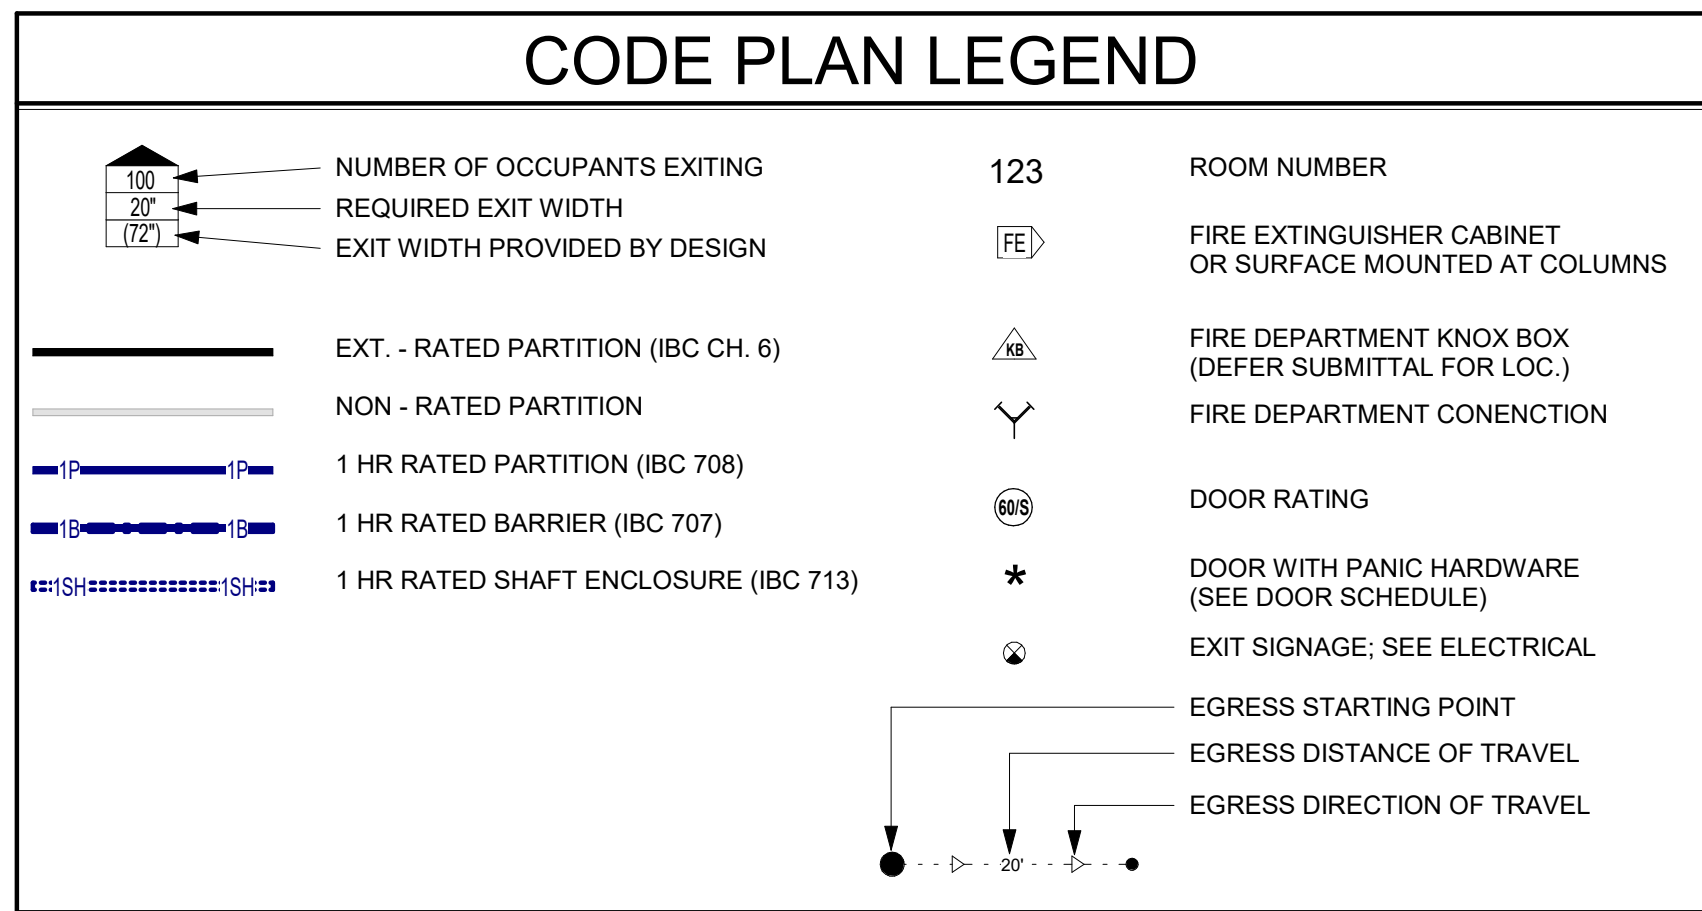 CODE PLAN LEGEND
100
20"
(72")
NUMBER OF OCCUPANTS EXITING
REQUIRED EXIT WIDTH
EXIT WIDTH PROVIDED BY DESIGN
EXT. - RATED PARTITION (IBC CH. 6)
NON - RATED PARTITION
1P 1P 1 HR RATED PARTITION (IBC 708)
1B 1B 1 HR RATED BARRIER (IBC 707)
1SH 1SH 1 HR RATED SHAFT ENCLOSURE (IBC 713)
123 ROOM NUMBER
FE FIRE EXTINGUISHER CABINET
OR SURFACE MOUNTED AT COLUMNS
KB FIRE DEPARTMENT KNOX BOX
(DEFER SUBMITTAL FOR LOC.)
FIRE DEPARTMENT CONENCTION
60/S DOOR RATING
* DOOR WITH PANIC HARDWARE
(SEE DOOR SCHEDULE)
EXIT SIGNAGE; SEE ELECTRICAL
EGRESS STARTING POINT
EGRESS DISTANCE OF TRAVEL
EGRESS DIRECTION OF TRAVEL
20'